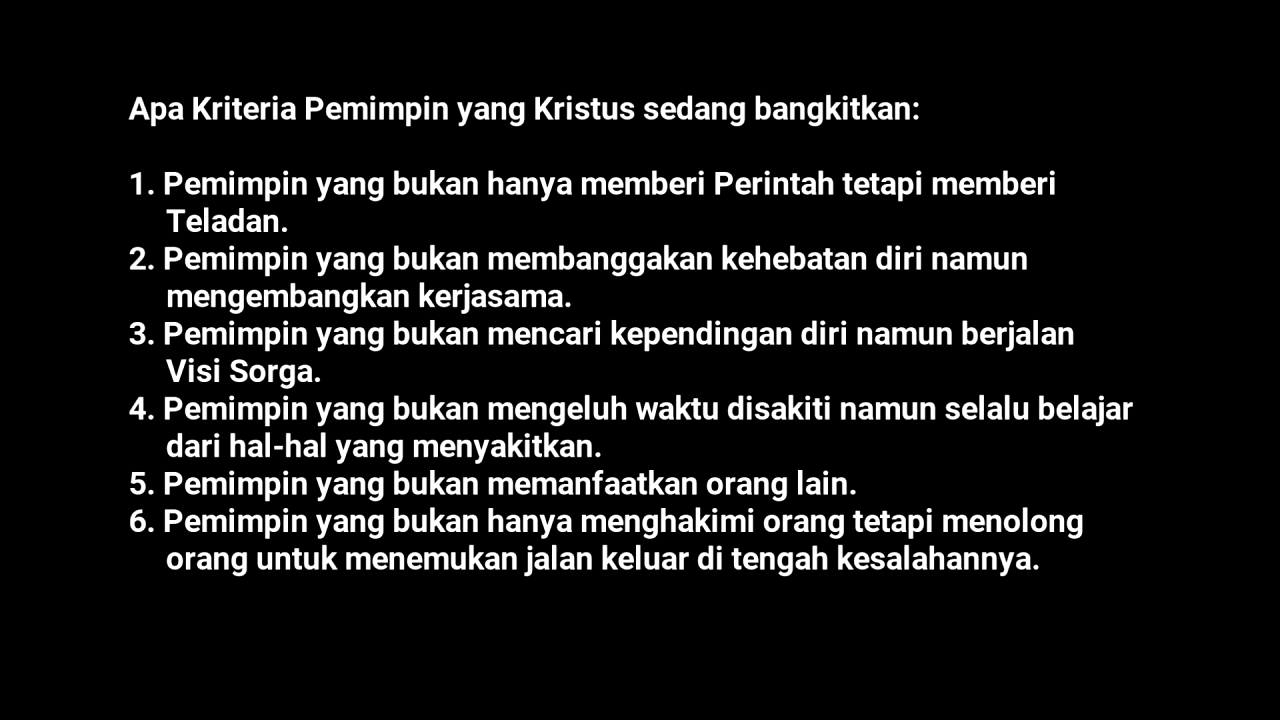 Apa Kriteria Pemimpin yang Kristus sedang bangkitkan:
1. Pemimpin yang bukan hanya memberi Perintah tetapi memberi
Teladan.
2. Pemimpin yang bukan membanggakan kehebatan diri namun
mengembangkan kerjasama.
3. Pemimpin yang bukan mencari kependingan diri namun berjalan
Visi Sorga.
4. Pemimpin yang bukan mengeluh waktu disakiti namun selalu belajar
dari hal-hal yang menyakitkan.
5. Pemimpin yang bukan memanfaatkan orang lain.
6. Pemimpin yang bukan hanya menghakimi orang tetapi menolong
orang untuk menemukan jalan keluar di tengah kesalahannya.